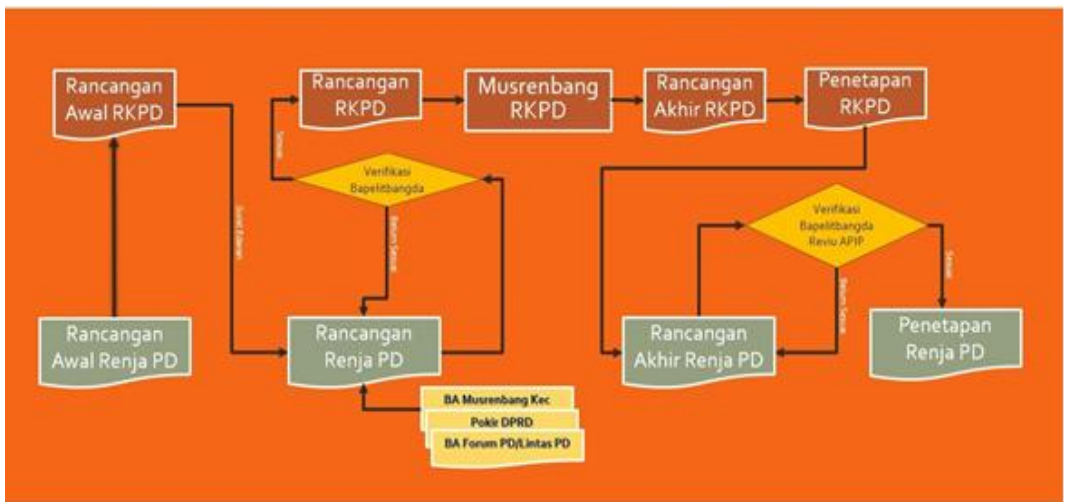 Rancangan
Awal RKPD
Rancangan
RKPD
Musrenbang
RKPD
Rancangan
Akhir RKPD
Penetapan
RKPD
Sesuai
Verifikasi
Bapelitbangda
Surat Edaran
Belum Sesuai
Verifikasi
Bapelitbangda
Reviu APIP
Sesuai
Belum Sesuai
Rancangan
Awal Renja PD
Rancangan
Renja PD
Rancangan
Akhir Renja PD
Penetapan
Renja PD
BA Musrenbang Kec
Pokir DPRD
BA Forum PD/Lintas PD